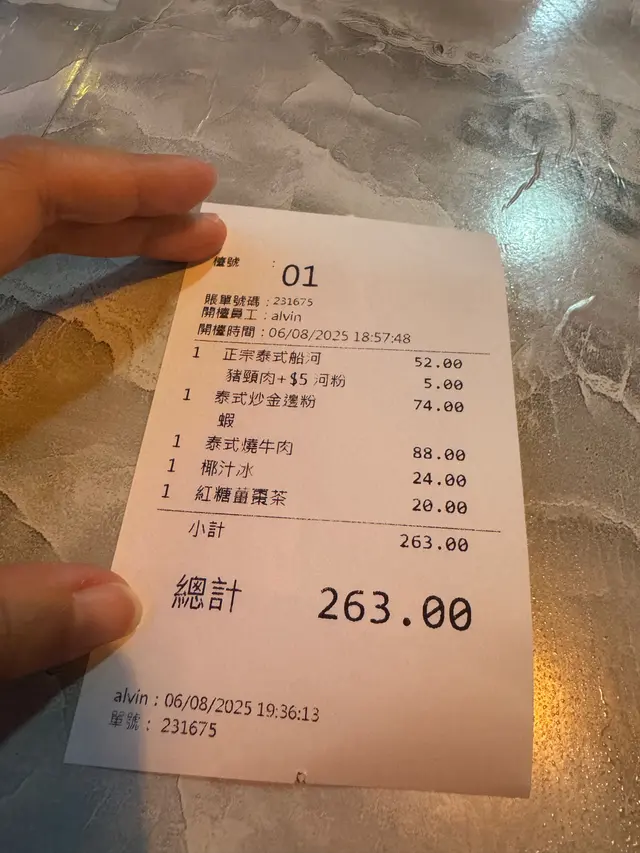 檯號 : 01
賬單號碼：231675
開檯員工：alvin
開檯時間：06/08/2025 18:57:48
1 正宗泰式船河 52.00
豬頸肉+$5 河粉 5.00
1 泰式炒金邊粉 74.00
蝦
1 泰式燒牛肉 88.00
1 椰汁冰 24.00
1 紅糖薑棗茶 20.00
小計 263.00
總計 263.00
alvin：06/08/2025 19:36:13
單號： 231675